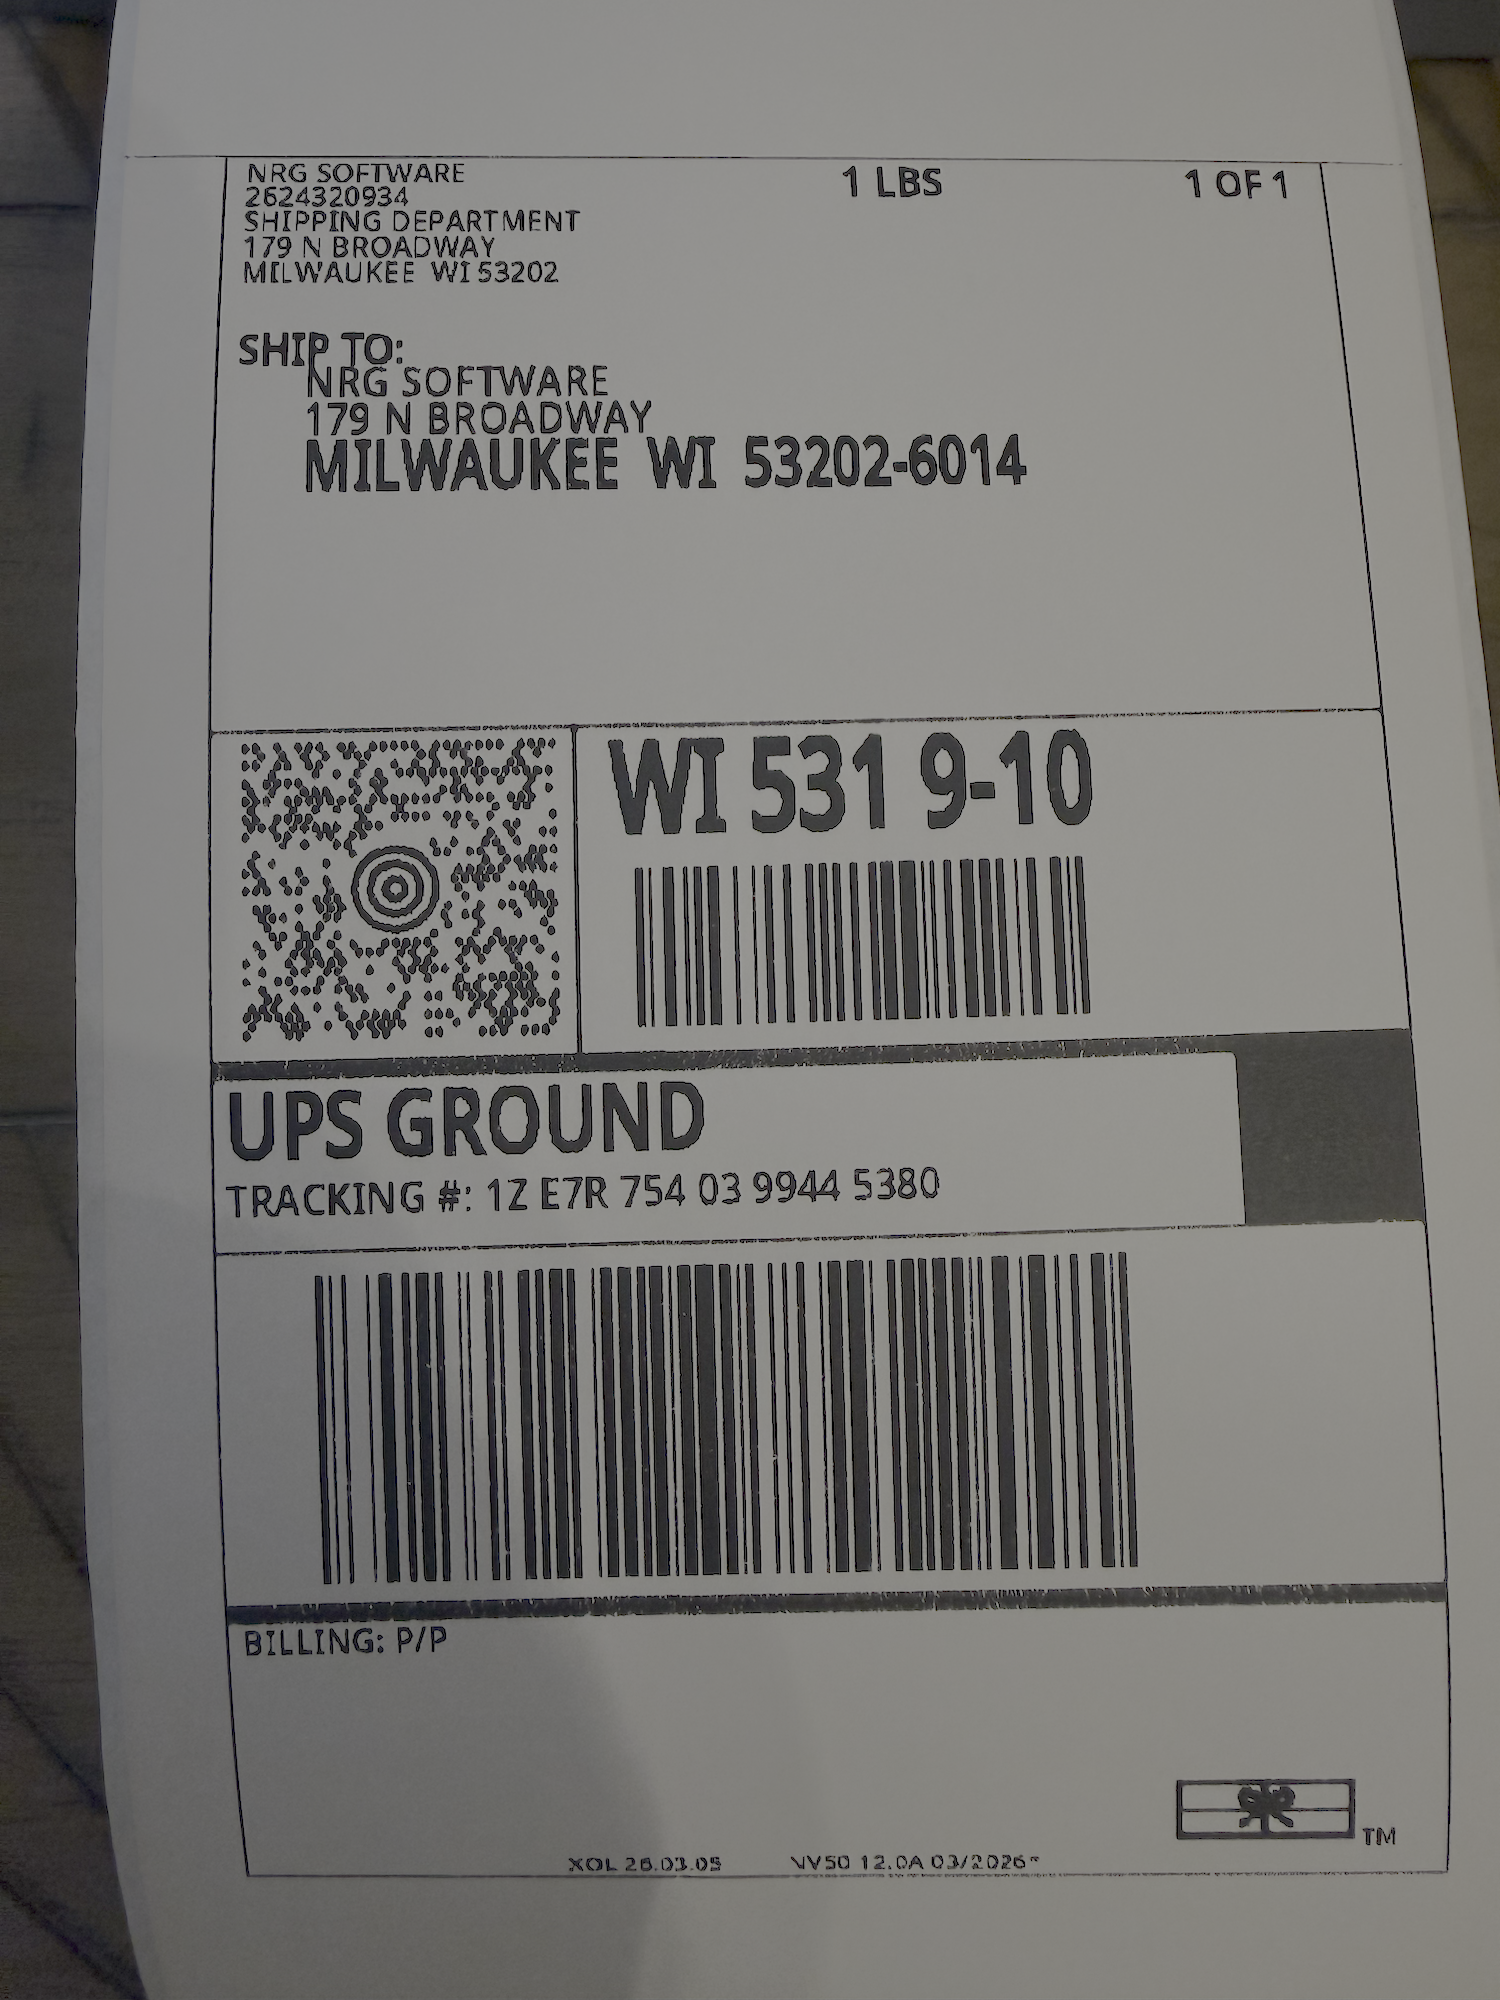 NRG SOFTWARE
2624320934
SHIPPING DEPARTMENT
179 N BROADWAY
MILWAUKEE WI 53202
1 LBS
1 OF 1
SHIP TO:
NRG SOFTWARE
179 N BROADWAY
MILWAUKEE WI 53202-6014
WI 531 9-10
UPS GROUND
TRACKING #: 1Z E7R 754 03 9944 5380
BILLING: P/P
TM
XOL 26.03.05
12.0A 03/2026*